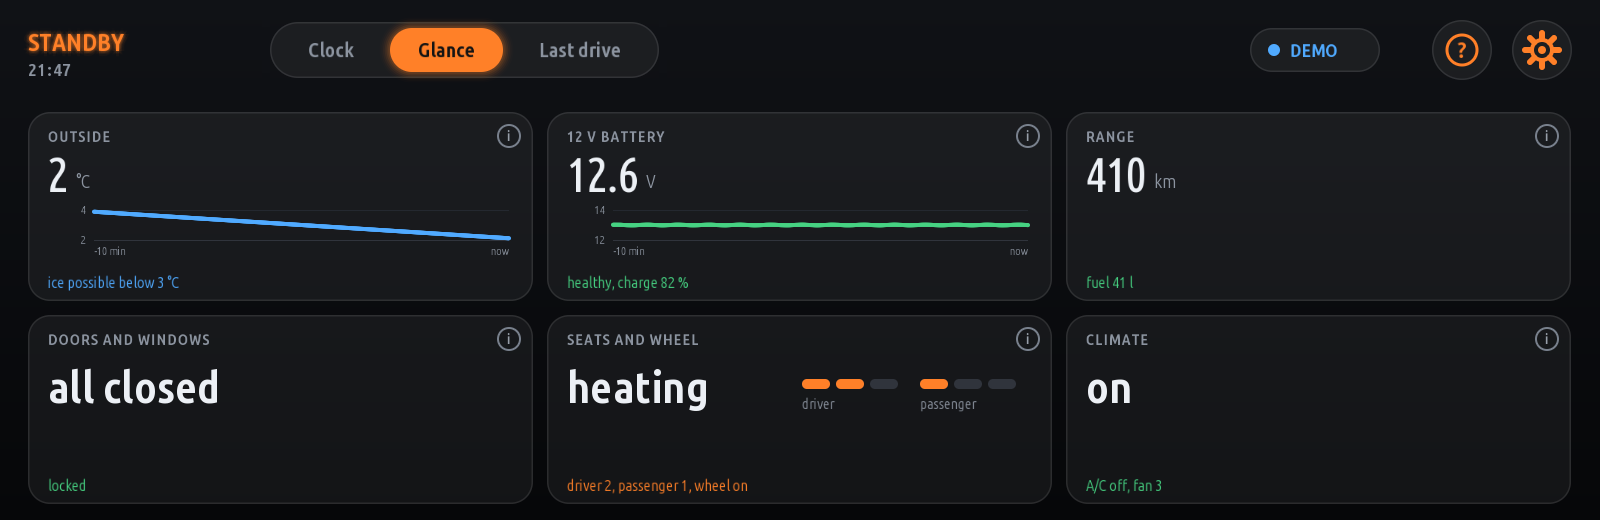 STANDBY
21:47
Clock
Glance
Last drive
DEMO
?
OUTSIDE
i
2 °C
4
2
-10 min
now
ice possible below 3 °C
12 V BATTERY
i
12.6 V
14
12
-10 min
now
healthy, charge 82 %
RANGE
i
410 km
fuel 41 l
DOORS AND WINDOWS
i
all closed
locked
SEATS AND WHEEL
i
heating
driver
passenger
driver 2, passenger 1, wheel on
CLIMATE
i
on
A/C off, fan 3